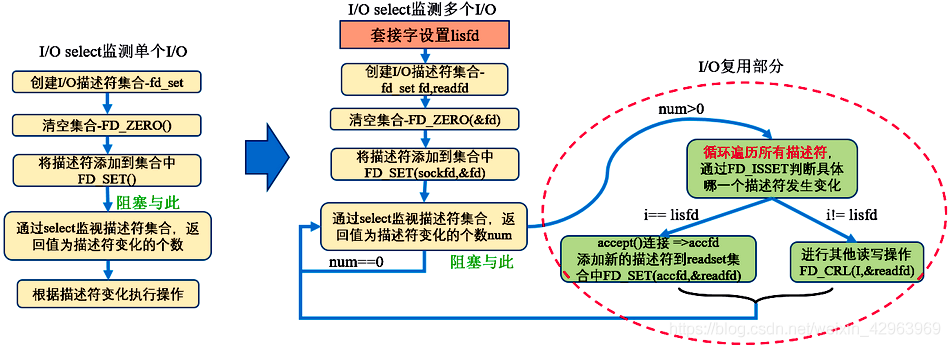 I/O select监测单个I/O
创建I/O描述符集合-fd_set
清空集合-FD_ZERO()
将描述符添加到集合中
FD_SET()
阻塞与此
通过select监视描述符集合，返
回值为描述符变化的个数
根据描述符变化执行操作
I/O select监测多个I/O
套接字设置lisfd
创建I/O描述符集合-
fd_set fd,readfd
清空集合-FD_ZERO(&fd)
将描述符添加到集合中
FD_SET(sockfd,&fd)
通过select监视描述符集合，返
回值为描述符变化的个数num
num==0
阻塞与此
I/O复用部分
num>0
循环遍历所有描述符,
通过FD_ISSET判断具体
哪一个描述符发生变化
i== lisfd
i!= lisfd
accept()连接 =>accfd
添加新的描述符到readset集
合中FD_SET(accfd,&readfd)
进行其他读写操作
FD_CRL(I,&readfd)